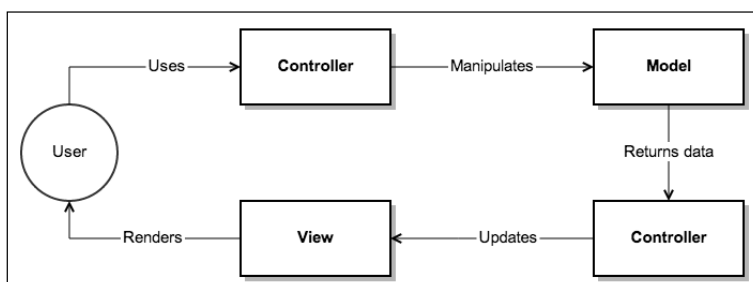 Uses
Controller
Manipulates
Model
User
Returns data
Renders
View
Updates
Controller